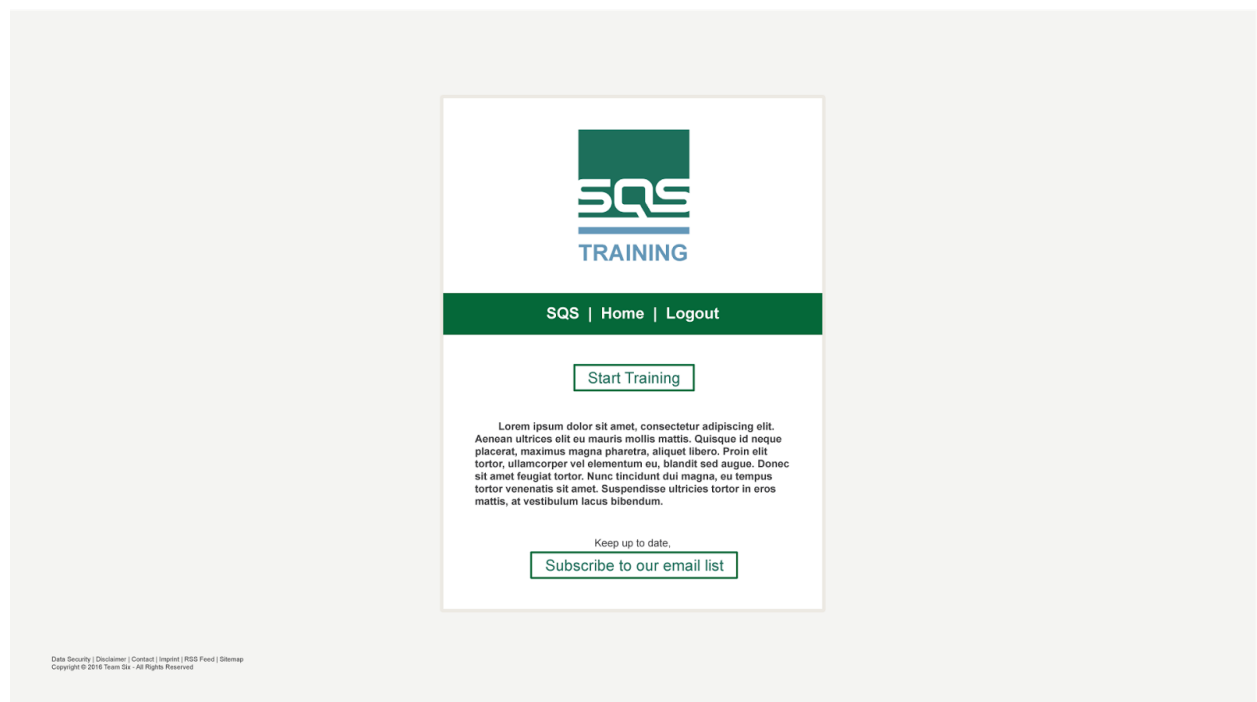 SQS
TRAINING
SQS | Home | Logout
Start Training
Lorem ipsum dolor sit amet, consectetur adipiscing elit.
Aenean ultrices elit eu mauris mollis mattis. Quisque id neque
placerat, maximus magna pharetra, aliquet libero. Proin elit
tortor, ullamcorper vel elementum eu, blandit sed augue. Donec
sit amet feugiat tortor. Nunc tincidunt dui magna, eu tempus
tortor venenatis sit amet. Suspendisse ultricies tortor in eros
mattis, at vestibulum lacus bibendum.
Keep up to date,
Subscribe to our email list
Data Security | Disclaimer | Contact | Imprint | RSS Feed | Sitemap
Copyright © 2016 Team Six - All Rights Reserved